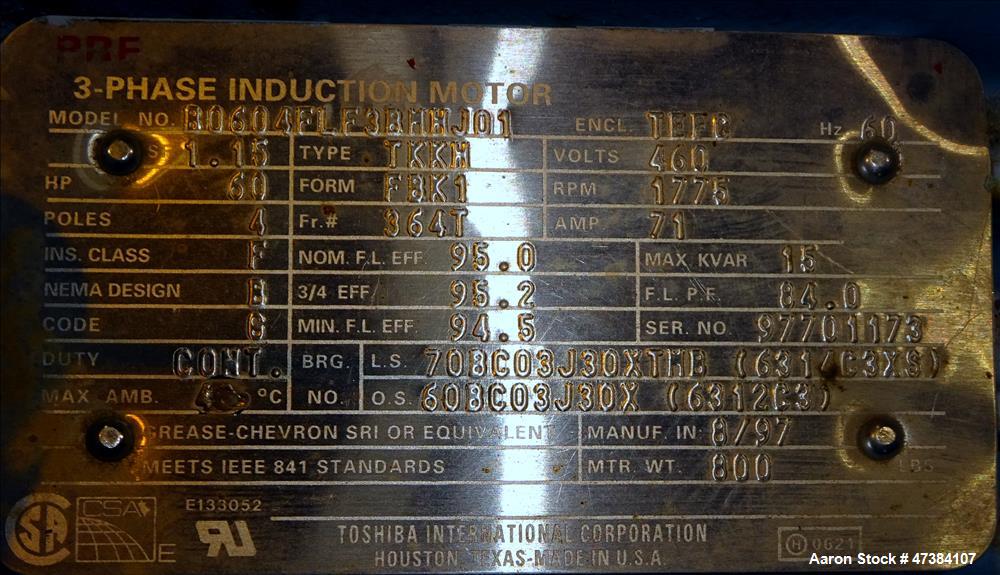 3-PHASE INDUCTION MOTOR
MODEL NO. B0604FLF3BHHJ01 ENCL. TEFC Hz 60
1.15 TYPE TKKH VOLTS 460
HP 60 FORM FBK1 RPM 1775
POLES 4 Fr.# 364T AMP 71
INS. CLASS F NOM. F.L. EFF. 95.0 MAX KVAR 15
NEMA DESIGN B 3/4 EFF 95.2 F.L. P.F. 84.0
CODE G MIN. F.L. EFF. 94.5 SER. NO. 97701173
DUTY CONT. BRG. L.S. 70BC03J30XTMB (6314C3XS)
MAX AMB. °C NO. O.S. 60BC03J30X (6312C3)
GREASE-CHEVRON SRI OR EQUIVALENT MANUF. IN 8/97
MEETS IEEE 841 STANDARDS MTR. WT. 800 LBS
SA CSA E E133052
TOSHIBA INTERNATIONAL CORPORATION
HOUSTON, TEXAS-MADE IN U.S.A.
H 0621
Aaron Stock # 47384107